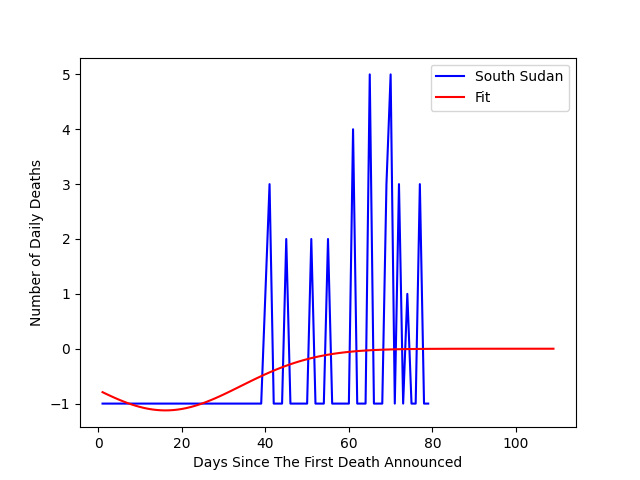 South Sudan
Fit
5
4
3
2
1
0
−1
Number of Daily Deaths
0 20 40 60 80 100
Days Since The First Death Announced